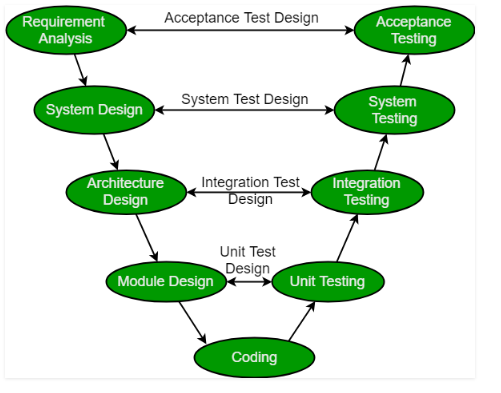 Requirement
Analysis
Acceptance Test Design
Acceptance
Testing
System Design
System Test Design
System
Testing
Architecture
Design
Integration Test
Design
Integration
Testing
Module Design
Unit Test
Design
Unit Testing
Coding